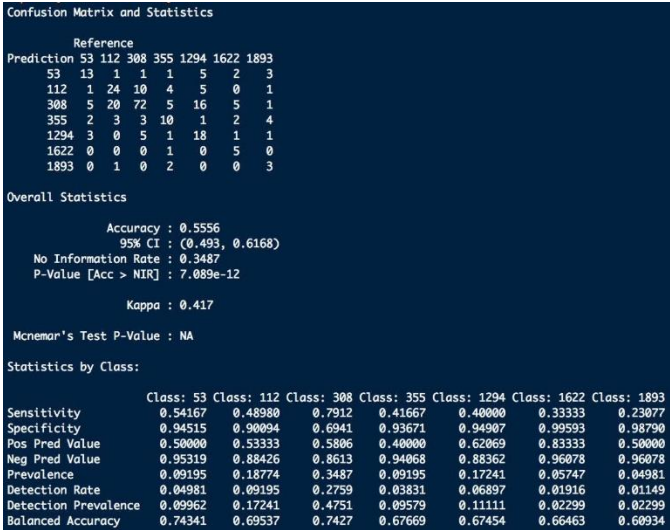 Confusion Matrix and Statistics
Reference
Prediction 53 112 308 355 1294 1622 1893
53 13 1 1 1 5 2 3
112 1 24 10 4 5 0 1
308 5 20 72 5 16 5 1
355 2 3 3 10 1 2 4
1294 3 0 5 1 18 1 1
1622 0 0 0 1 0 5 0
1893 0 1 0 2 0 0 3
Overall Statistics
Accuracy : 0.5556
95% CI : (0.493, 0.6168)
No Information Rate : 0.3487
P-Value [Acc > NIR] : 7.089e-12
Kappa : 0.417
Mcnemar's Test P-Value : NA
Statistics by Class:
Class: 53 Class: 112 Class: 308 Class: 355 Class: 1294 Class: 1622 Class: 1893
Sensitivity 0.54167 0.48980 0.7912 0.41667 0.40000 0.33333 0.23077
Specificity 0.94515 0.90094 0.6941 0.93671 0.94907 0.99593 0.98790
Pos Pred Value 0.50000 0.53333 0.5806 0.40000 0.62069 0.83333 0.50000
Neg Pred Value 0.95319 0.88426 0.8613 0.94068 0.88362 0.96078 0.96078
Prevalence 0.09195 0.18774 0.3487 0.09195 0.17241 0.05747 0.04981
Detection Rate 0.04981 0.09195 0.2759 0.03831 0.06897 0.01916 0.01149
Detection Prevalence 0.09962 0.17241 0.4751 0.09579 0.11111 0.02299 0.02299
Balanced Accuracy 0.74341 0.69537 0.7427 0.67669 0.67454 0.66463 0.60934